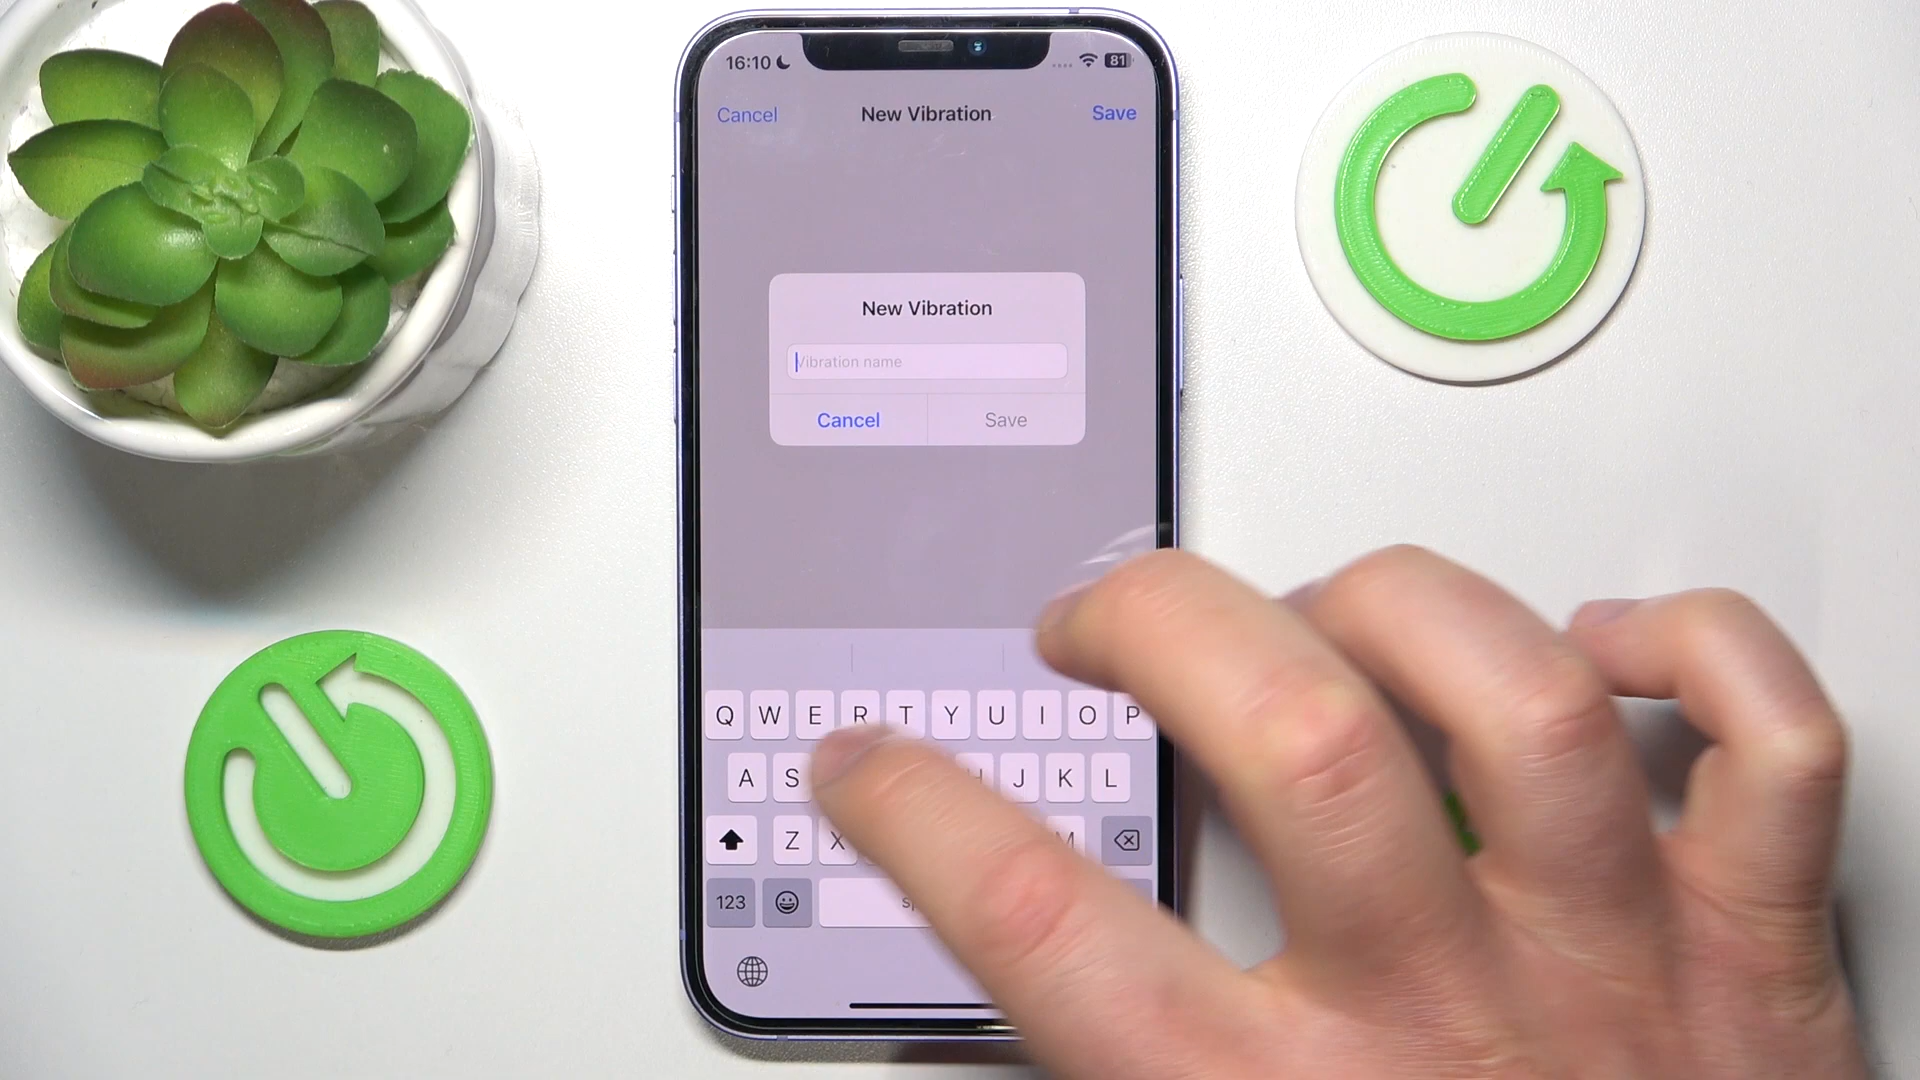 16:10 81
Cancel New Vibration Save
New Vibration
Vibration name
Cancel Save
Q W E R T Y U I O P
A S J K L
Z X M
123